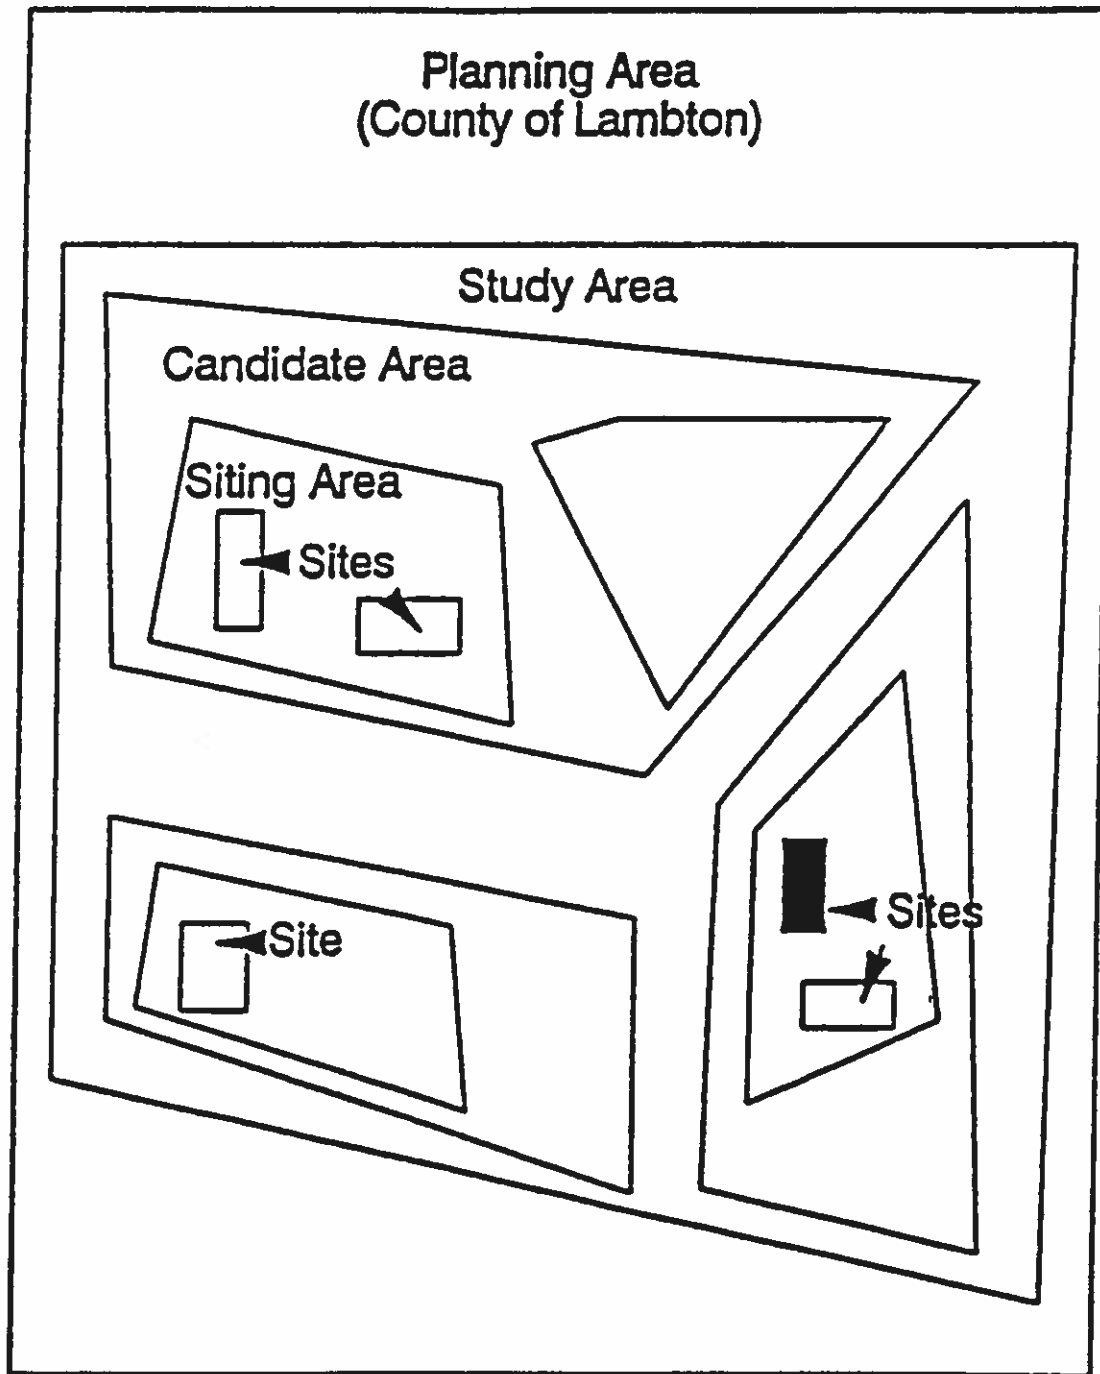 Planning Area
(County of Lambton)
Study Area
Candidate Area
Siting Area
Sites
Site
Sites